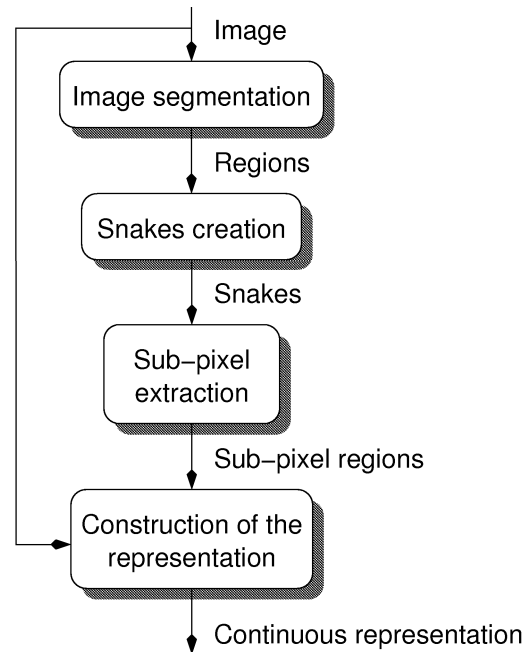 Image
Image segmentation
Regions
Snakes creation
Snakes
Sub−pixel
extraction
Sub−pixel regions
Construction of the
representation
Continuous representation